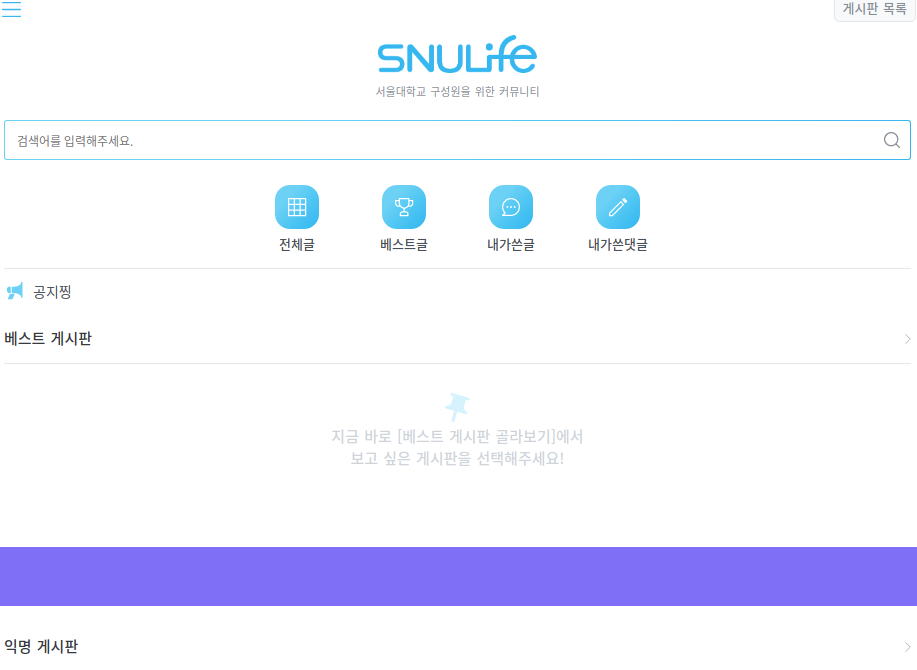 게시판 목록
SNULife
서울대학교 구성원을 위한 커뮤니티
검색어를 입력해주세요.
전체글
베스트글
내가쓴글
내가쓴댓글
공지찡
베스트 게시판
지금 바로 [베스트 게시판 골라보기]에서
보고 싶은 게시판을 선택해주세요!
익명 게시판